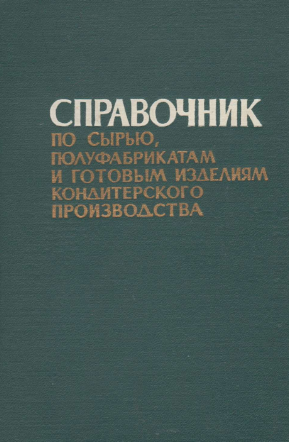 СПРАВОЧНИК
ПО СЫРЬЮ,
ПОЛУФАБРИКАТАМ
И ГОТОВЫМ ИЗДЕЛИЯМ
КОНДИТЕРСКОГО
ПРОИЗВОДСТВА